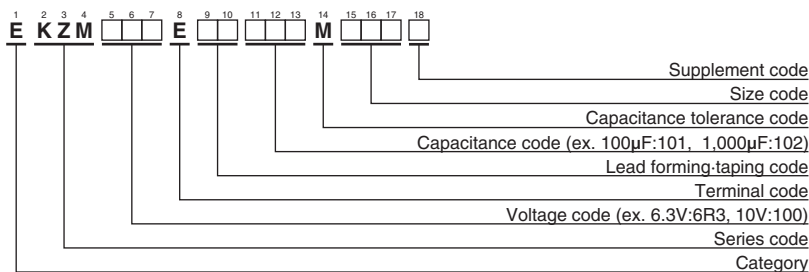 1 2 3 4 5 6 7 8 9 10 11 12 13 14 15 16 17 18
E K Z M E M
Supplement code
Size code
Capacitance tolerance code
Capacitance code (ex. 100µF:101, 1,000µF:102)
Lead forming·taping code
Terminal code
Voltage code (ex. 6.3V:6R3, 10V:100)
Series code
Category